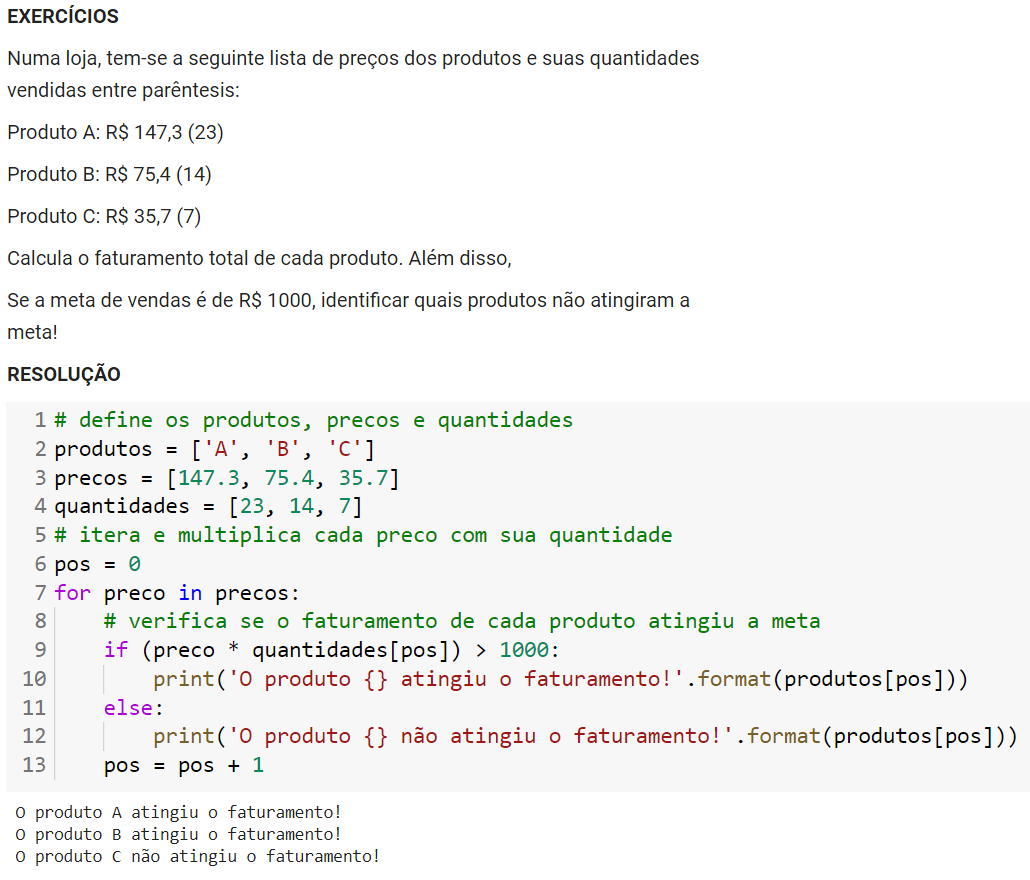 EXERCÍCIOS
Numa loja, tem-se a seguinte lista de preços dos produtos e suas quantidades
vendidas entre parêntesis:
Produto A: R$ 147,3 (23)
Produto B: R$ 75,4 (14)
Produto C: R$ 35,7 (7)
Calcula o faturamento total de cada produto. Além disso,
Se a meta de vendas é de R$ 1000, identificar quais produtos não atingiram a
meta!
RESOLUÇÃO
1 # define os produtos, precos e quantidades
2 produtos = ['A', 'B', 'C']
3 precos = [147.3, 75.4, 35.7]
4 quantidades = [23, 14, 7]
5 # itera e multiplica cada preco com sua quantidade
6 pos = 0
7 for preco in precos:
8     # verifica se o faturamento de cada produto atingiu a meta
9     if (preco * quantidades[pos]) > 1000:
10         print('O produto {} atingiu o faturamento!'.format(produtos[pos]))
11     else:
12         print('O produto {} não atingiu o faturamento!'.format(produtos[pos]))
13     pos = pos + 1
O produto A atingiu o faturamento!
O produto B atingiu o faturamento!
O produto C não atingiu o faturamento!